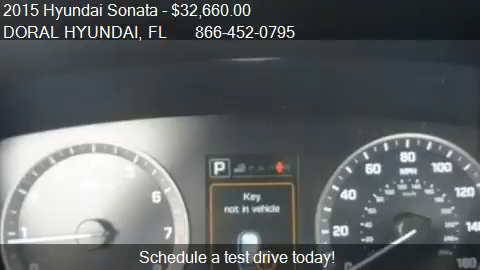 2015 Hyundai Sonata - $32,660.00
DORAL HYUNDAI, FL 866-452-0795
P
Key
not in vehicle
1
6
7
20
40
60
80
100
120
140
160
Schedule a test drive today!